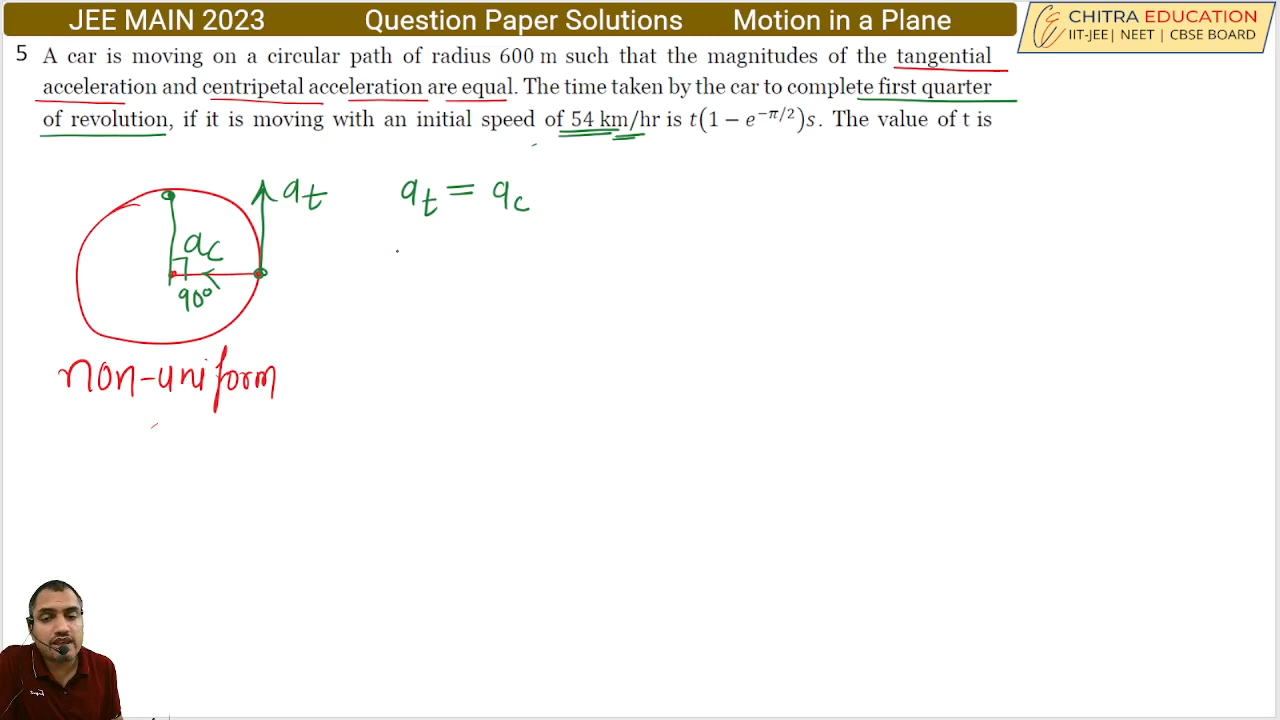 JEE MAIN 2023 Question Paper Solutions Motion in a Plane
CHITRA EDUCATION
IIT-JEE| NEET | CBSE BOARD
5 A car is moving on a circular path of radius 600 m such that the magnitudes of the tangential
acceleration and centripetal acceleration are equal. The time taken by the car to complete first quarter
of revolution, if it is moving with an initial speed of 54 km/hr is t(1 − e^{−π/2})s. The value of t is
a_t
a_t = a_c
a_c
90°
non-uniform